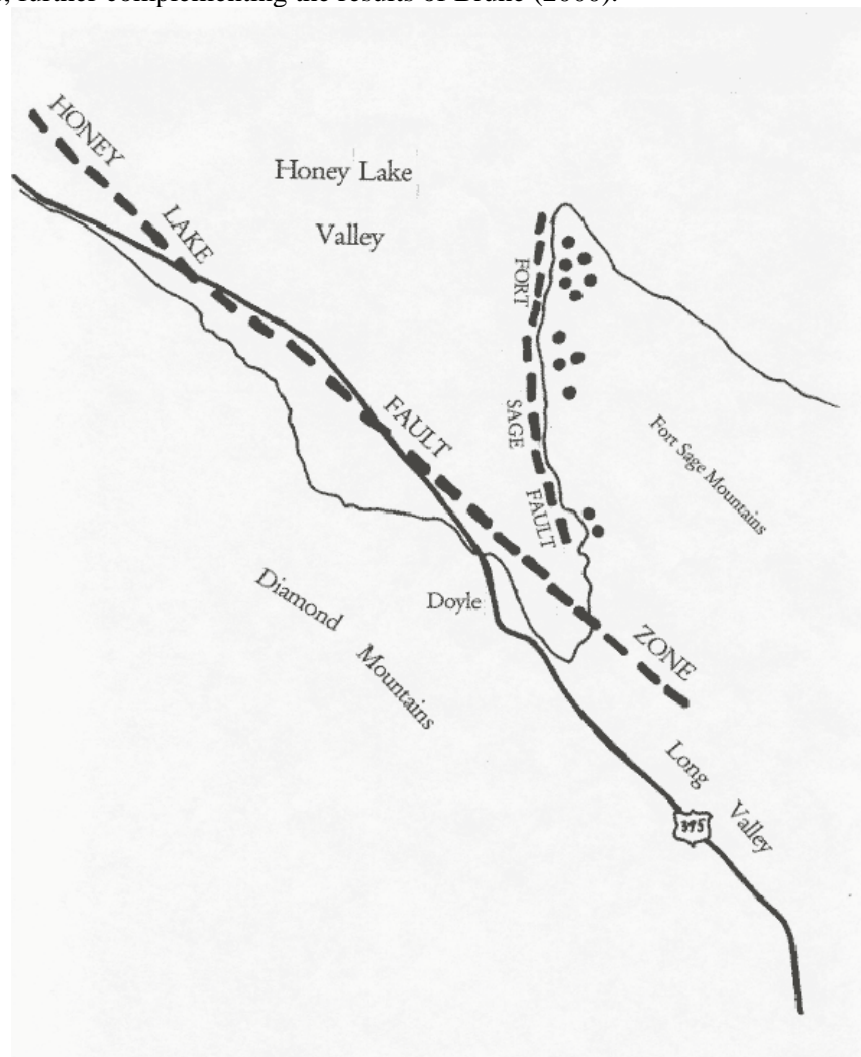 , further complementing the results of Brune (2000).
HONEY
LAKE
FAULT
ZONE
Honey Lake
Valley
FORT
SAGE
FAULT
Fort Sage Mountains
Diamond
Mountains
Doyle
Long
Valley
395